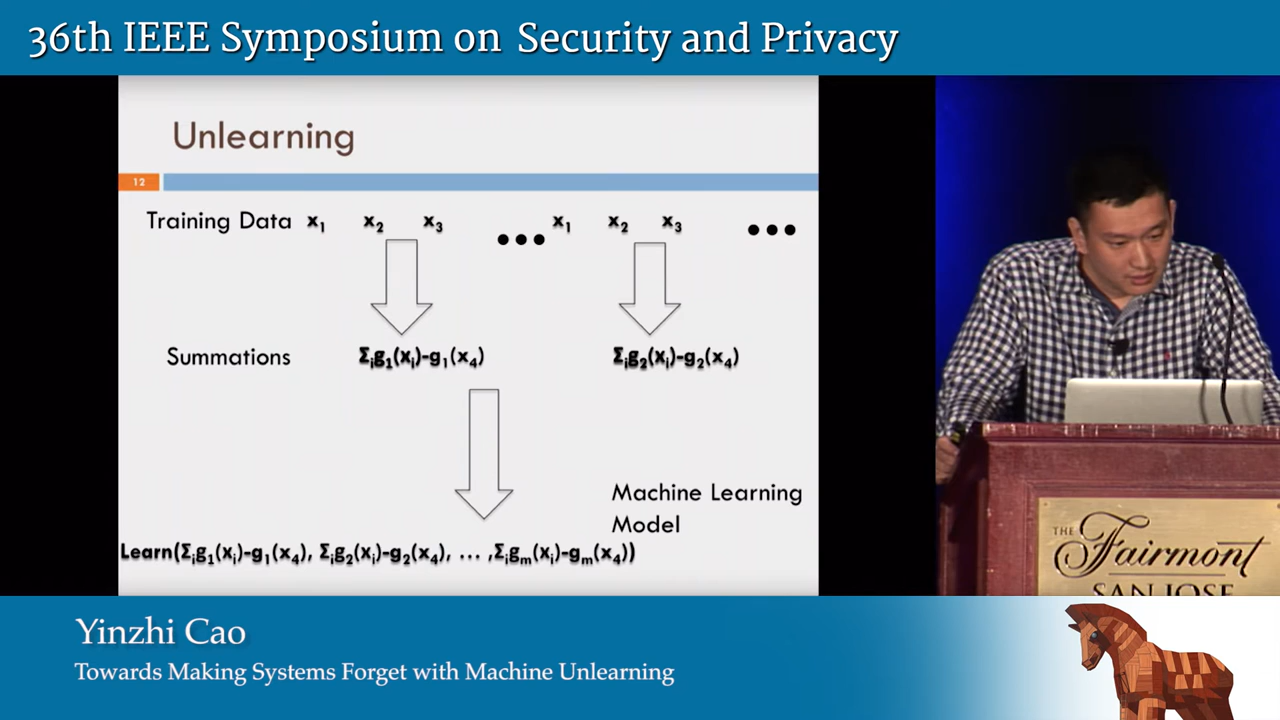 36th IEEE Symposium on Security and Privacy
Unlearning
12
Training Data x₁ x₂ x₃ ••• x₁ x₂ x₃ •••
Summations Σᵢg₁(xᵢ)-g₁(x₄) Σᵢg₂(xᵢ)-g₂(x₄)
Machine Learning
Model
Learn(Σᵢg₁(xᵢ)-g₁(x₄), Σᵢg₂(xᵢ)-g₂(x₄), … ,Σᵢgₘ(xᵢ)-gₘ(x₄))
THE
Fairmont
SAN JOSE
Yinzhi Cao
Towards Making Systems Forget with Machine Unlearning